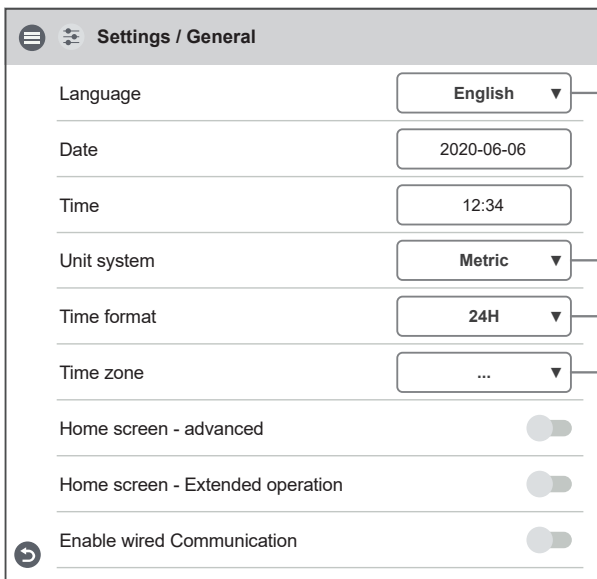 Settings / General
Language English ▼
Date 2020-06-06
Time 12:34
Unit system Metric ▼
Time format 24H ▼
Time zone ... ▼
Home screen - advanced
Home screen - Extended operation
Enable wired Communication